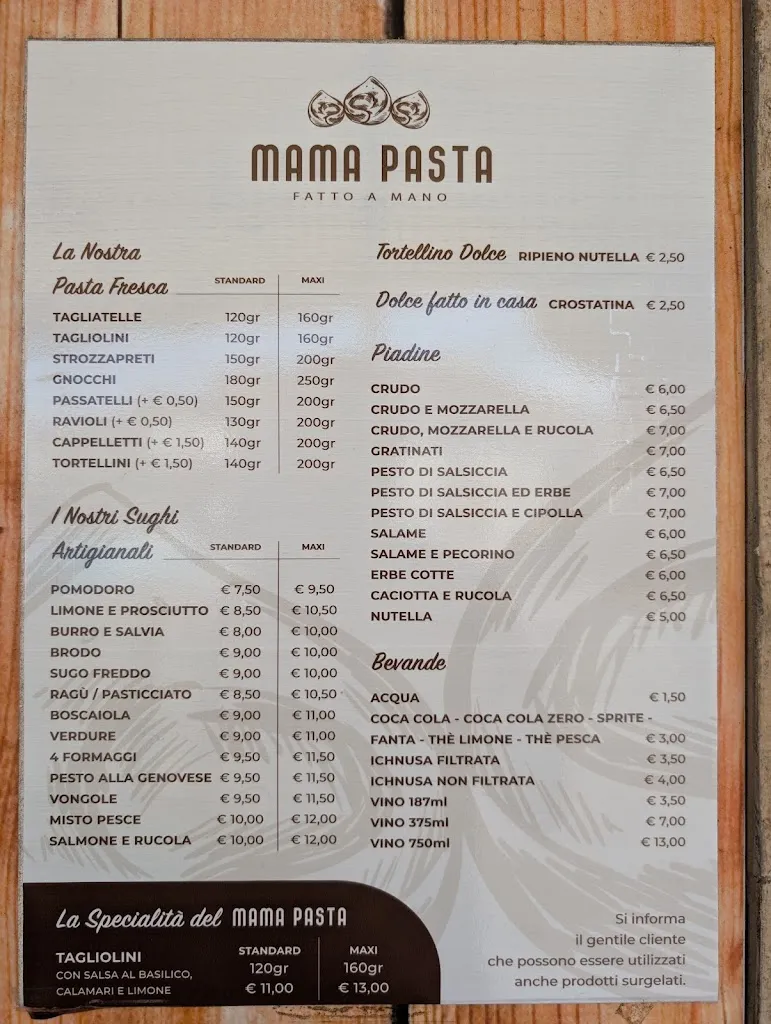 MAMA PASTA
FATTO A MANO
La Nostra
Pasta Fresca STANDARD MAXI
TAGLIATELLE 120gr 160gr
TAGLIOLINI 120gr 160gr
STROZZAPRETI 150gr 200gr
GNOCCHI 180gr 250gr
PASSATELLI (+ € 0,50) 150gr 200gr
RAVIOLI (+ € 0,50) 130gr 200gr
CAPPELLETTI (+ € 1,50) 140gr 200gr
TORTELLINI (+ € 1,50) 140gr 200gr
I Nostri Sughi
Artigianali STANDARD MAXI
POMODORO € 7,50 € 9,50
LIMONE E PROSCIUTTO € 8,50 € 10,50
BURRO E SALVIA € 8,00 € 10,00
BRODO € 9,00 € 10,00
SUGO FREDDO € 9,00 € 10,00
RAGÙ / PASTICCIATO € 8,50 € 10,50
BOSCAIOLA € 9,00 € 11,00
VERDURE € 9,00 € 11,00
4 FORMAGGI € 9,50 € 11,50
PESTO ALLA GENOVESE € 9,50 € 11,50
VONGOLE € 9,50 € 11,50
MISTO PESCE € 10,00 € 12,00
SALMONE E RUCOLA € 10,00 € 12,00
La Specialità del MAMA PASTA
TAGLIOLINI STANDARD MAXI
CON SALSA AL BASILICO, 120gr 160gr
CALAMARI E LIMONE € 11,00 € 13,00
Tortellino Dolce RIPIENO NUTELLA € 2,50
Dolce fatto in casa CROSTATINA € 2,50
Piadine
CRUDO € 6,00
CRUDO E MOZZARELLA € 6,50
CRUDO, MOZZARELLA E RUCOLA € 7,00
GRATINATI € 7,00
PESTO DI SALSICCIA € 6,50
PESTO DI SALSICCIA ED ERBE € 7,00
PESTO DI SALSICCIA E CIPOLLA € 7,00
SALAME € 6,00
SALAME E PECORINO € 6,50
ERBE COTTE € 6,00
CACIOTTA E RUCOLA € 6,50
NUTELLA € 5,00
Bevande
ACQUA € 1,50
COCA COLA - COCA COLA ZERO - SPRITE -
FANTA - THÈ LIMONE - THÈ PESCA € 3,00
ICHNUSA FILTRATA € 3,50
ICHNUSA NON FILTRATA € 4,00
VINO 187ml € 3,50
VINO 375ml € 7,00
VINO 750ml € 13,00
Si informa
il gentile cliente
che possono essere utilizzati
anche prodotti surgelati.